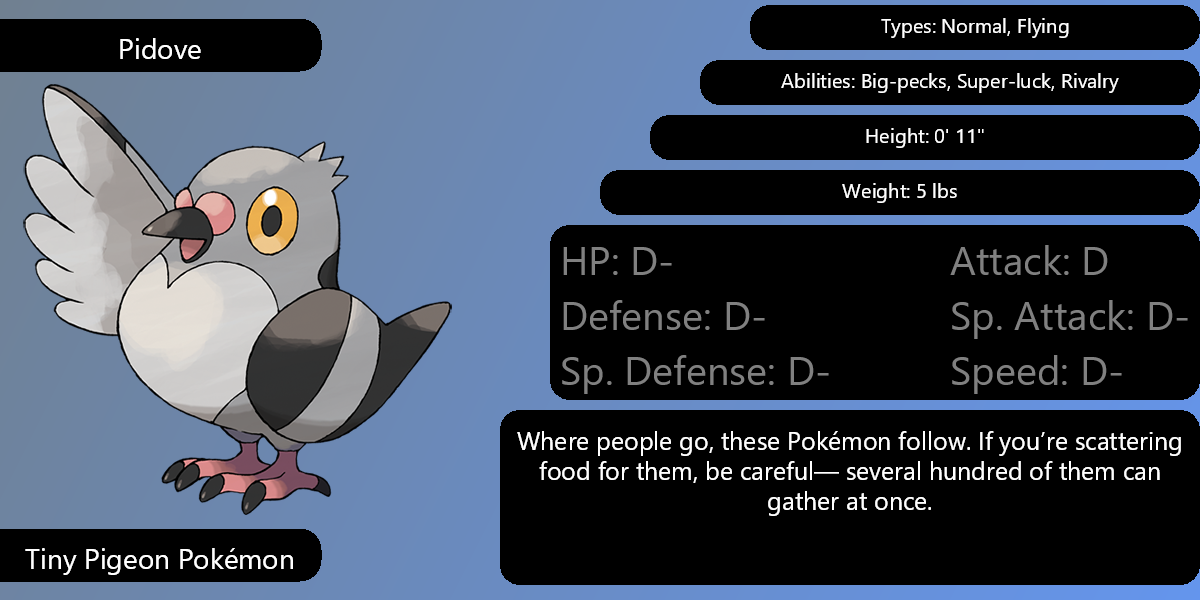 Pidove
Types: Normal, Flying
Abilities: Big-pecks, Super-luck, Rivalry
Height: 0' 11"
Weight: 5 lbs
HP: D-
Attack: D
Defense: D-
Sp. Attack: D-
Sp. Defense: D-
Speed: D-
Where people go, these Pokémon follow. If you’re scattering
food for them, be careful— several hundred of them can
gather at once.
Tiny Pigeon Pokémon